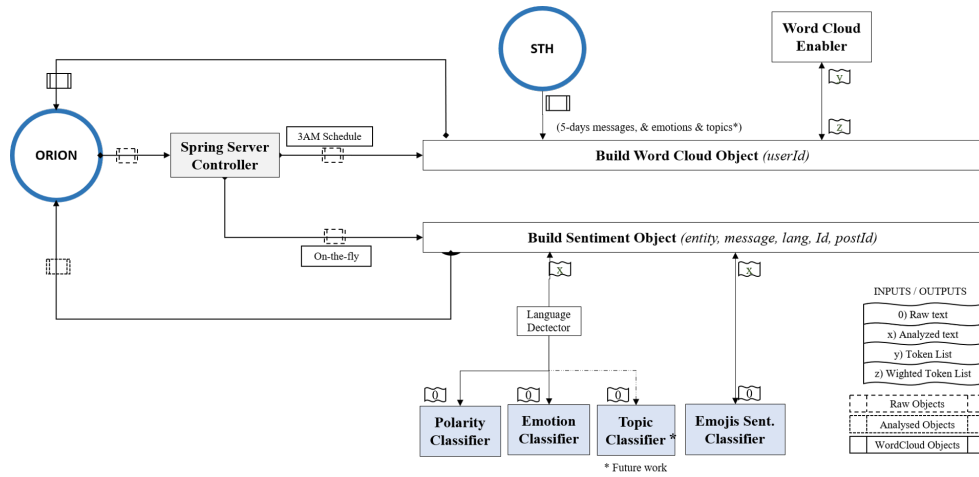 STH
Word Cloud
Enabler
y
(5-days messages, & emotions & topics*)
z
ORION
Spring Server
Controller
3AM Schedule
Build Word Cloud Object (userId)
Build Sentiment Object (entity, message, lang, Id, postId)
On-the-fly
x
x
Language
Dectector
0
0
0
0
Polarity
Classifier
Emotion
Classifier
Topic
Classifier *
Emojis Sent.
Classifier
* Future work
INPUTS / OUTPUTS
0) Raw text
x) Analyzed text
y) Token List
z) Wighted Token List
Raw Objects
Analysed Objects
WordCloud Objects